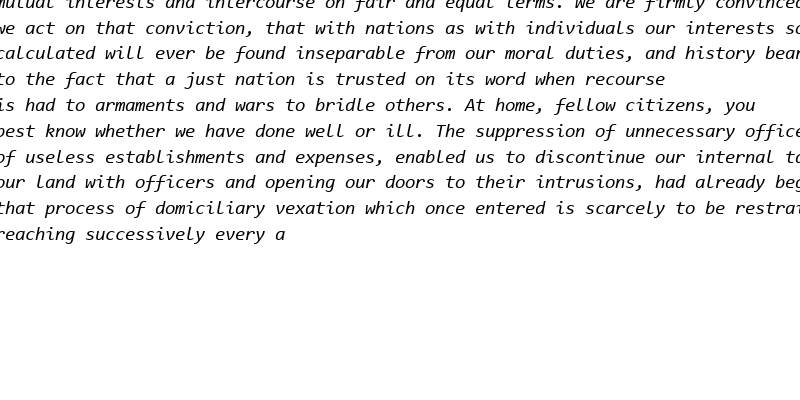 mutual interests and intercourse on fair and equal terms. We are firmly convinced
we act on that conviction, that with nations as with individuals our interests
calculated will ever be found inseparable from our moral duties, and history
to the fact that a just nation is trusted on its word when recourse
is had to armaments and wars to bridle others. At home, fellow citizens, you
best know whether we have done well or ill. The suppression of unnecessary
of useless establishments and expenses, enabled us to discontinue our internal
our land with officers and opening our doors to their intrusions, had already
that process of domiciliary vexation which once entered is scarcely to be
reaching successively every a